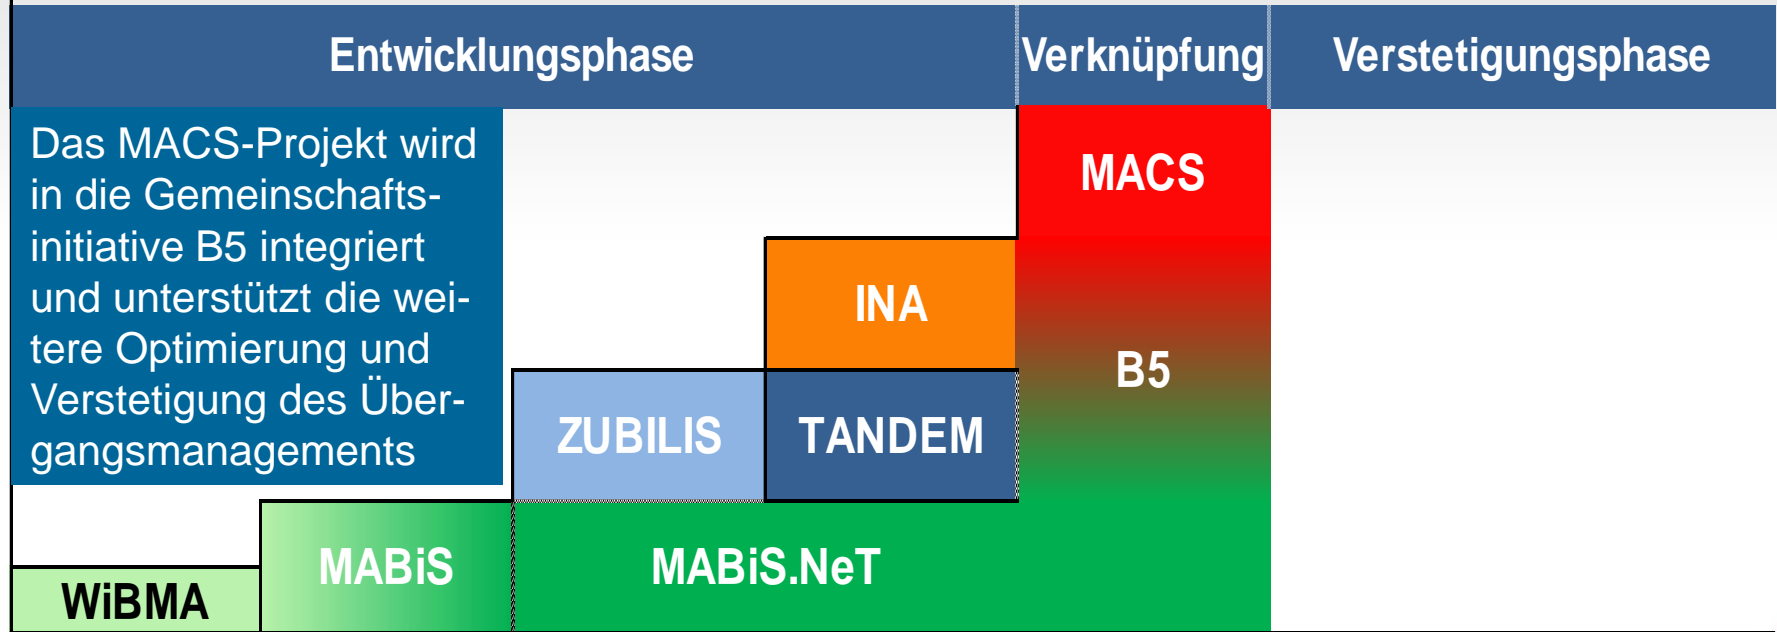 Entwicklungsphase Verknüpfung Verstetigungsphase
Das MACS-Projekt wird
in die Gemeinschafts-
initiative B5 integriert
und unterstützt die wei-
tere Optimierung und
Verstetigung des Über-
gangsmanagements
MACS
INA
B5
ZUBILIS TANDEM
MABiS MABiS.NeT
WiBMA